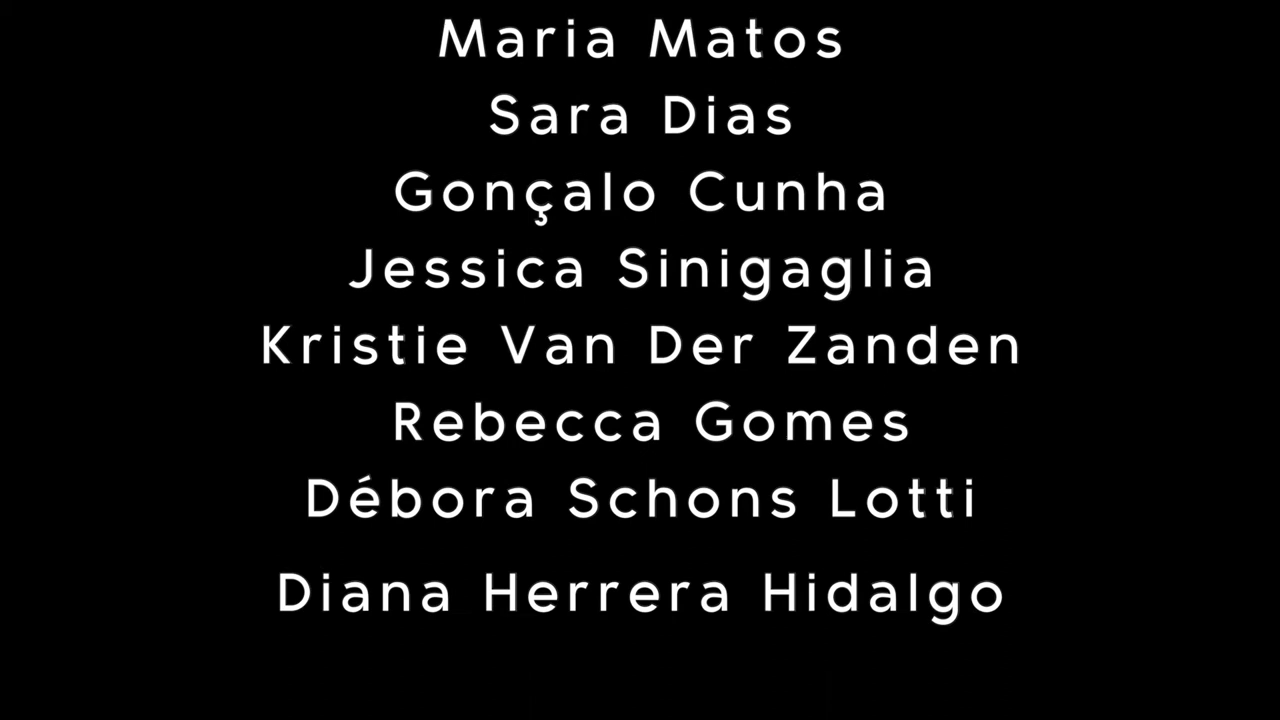 Maria Matos
Sara Dias
Gonçalo Cunha
Jessica Sinigaglia
Kristie Van Der Zanden
Rebecca Gomes
Débora Schons Lotti
Diana Herrera Hidalgo